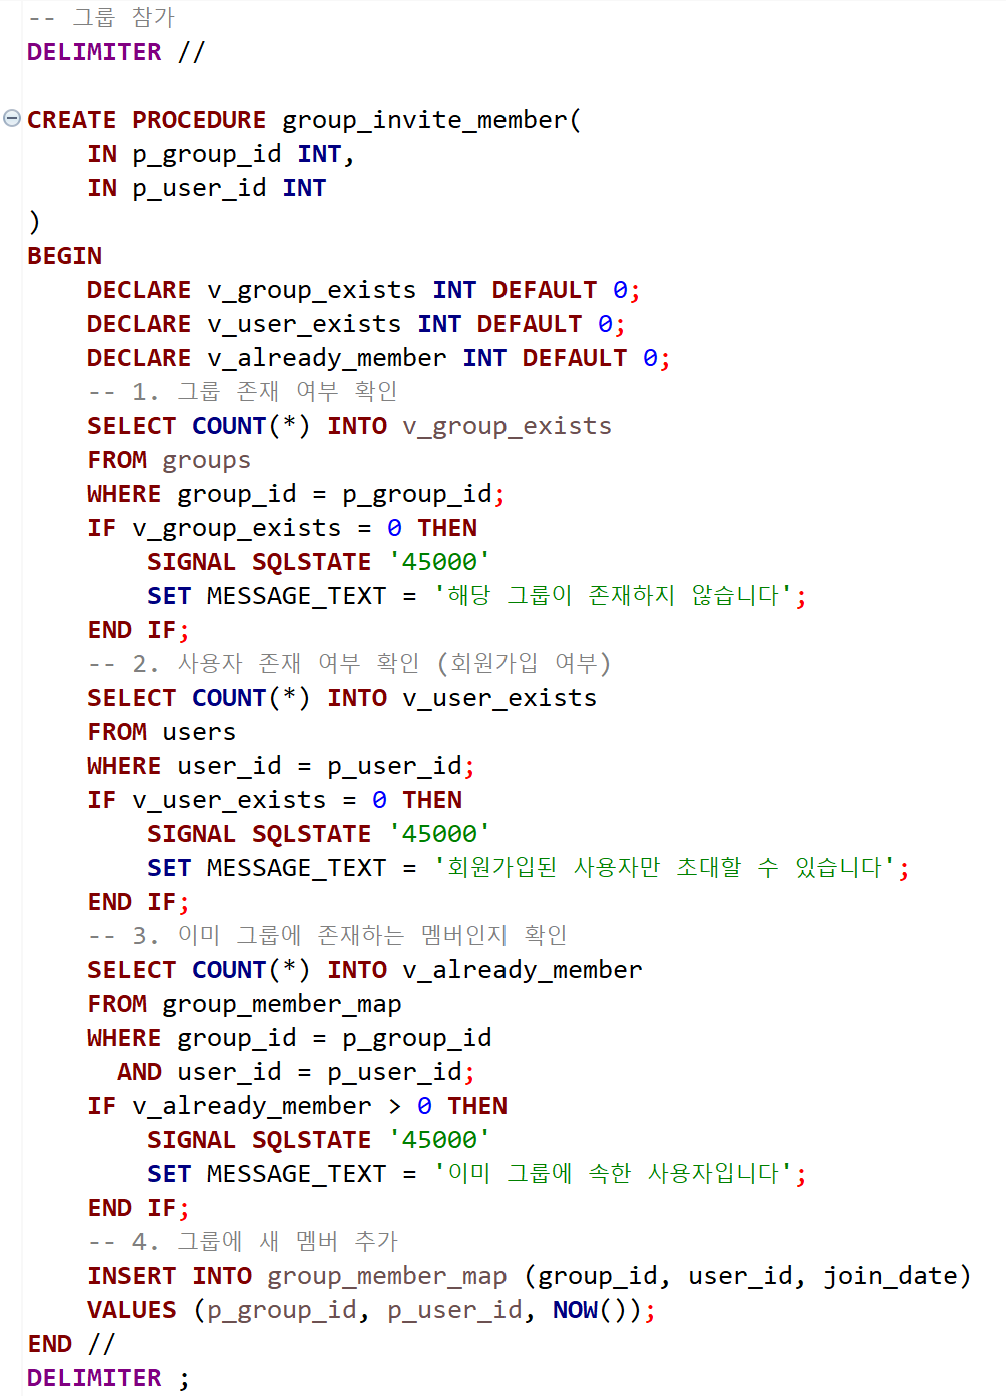 -- 그룹 참가
DELIMITER //
CREATE PROCEDURE group_invite_member(
    IN p_group_id INT,
    IN p_user_id INT
)
BEGIN
    DECLARE v_group_exists INT DEFAULT 0;
    DECLARE v_user_exists INT DEFAULT 0;
    DECLARE v_already_member INT DEFAULT 0;
    -- 1. 그룹 존재 여부 확인
    SELECT COUNT(*) INTO v_group_exists
    FROM groups
    WHERE group_id = p_group_id;
    IF v_group_exists = 0 THEN
        SIGNAL SQLSTATE '45000'
        SET MESSAGE_TEXT = '해당 그룹이 존재하지 않습니다';
    END IF;
    -- 2. 사용자 존재 여부 확인 (회원가입 여부)
    SELECT COUNT(*) INTO v_user_exists
    FROM users
    WHERE user_id = p_user_id;
    IF v_user_exists = 0 THEN
        SIGNAL SQLSTATE '45000'
        SET MESSAGE_TEXT = '회원가입된 사용자만 초대할 수 있습니다';
    END IF;
    -- 3. 이미 그룹에 존재하는 멤버인지 확인
    SELECT COUNT(*) INTO v_already_member
    FROM group_member_map
    WHERE group_id = p_group_id
      AND user_id = p_user_id;
    IF v_already_member > 0 THEN
        SIGNAL SQLSTATE '45000'
        SET MESSAGE_TEXT = '이미 그룹에 속한 사용자입니다';
    END IF;
    -- 4. 그룹에 새 멤버 추가
    INSERT INTO group_member_map (group_id, user_id, join_date)
    VALUES (p_group_id, p_user_id, NOW());
END //
DELIMITER ;